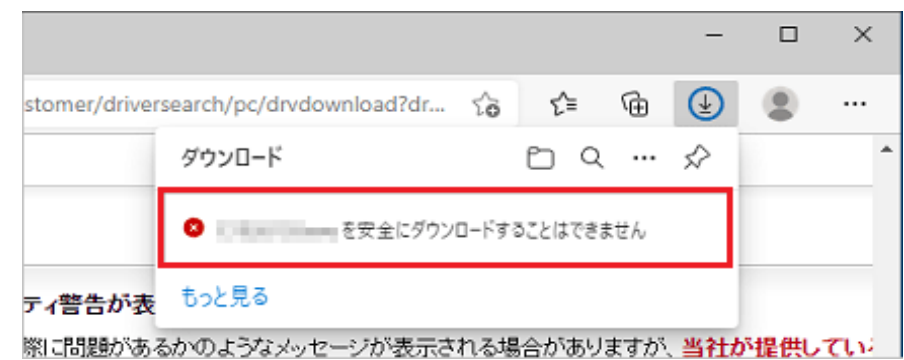 stomer/driversearch/pc/drvdownload?dr...
ダウンロード
を安全にダウンロードすることはできません
もっと見る
ティ警告が表
際に問題があるかのようなメッセージが表示される場合がありますが、当社が提供してい